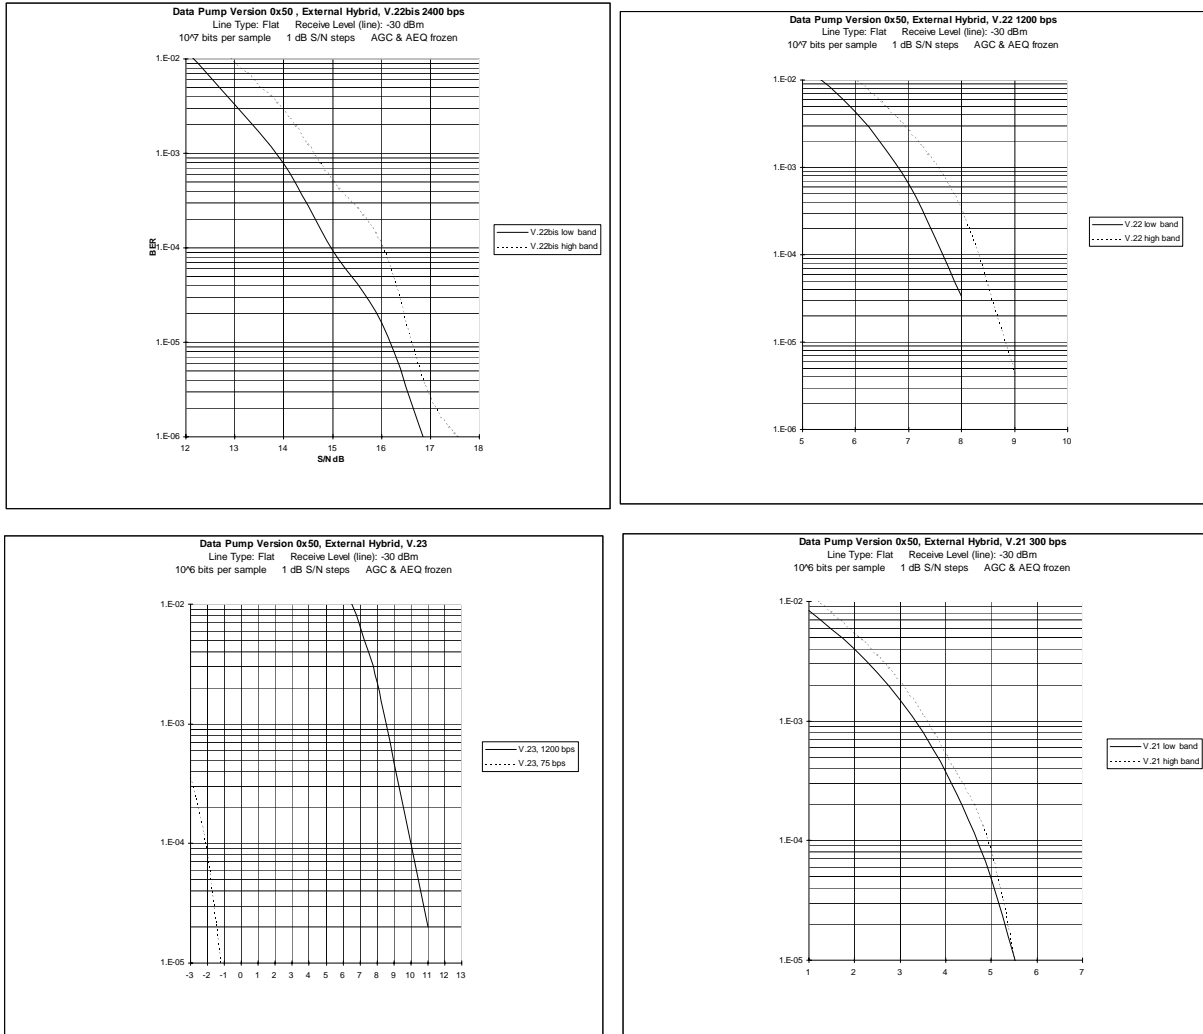 Data Pump Version 0x50 , External Hybrid, V.22bis 2400 bps
Line Type: Flat Receive Level (line): -30 dBm
10^7 bits per sample 1 dB S/N steps AGC & AEQ frozen
1.E-02
1.E-03
1.E-04
1.E-05
1.E-06
BER
12 13 14 15 16 17 18
S/N dB
V.22bis low band
V.22bis high band
Data Pump Version 0x50, External Hybrid, V.22 1200 bps
Line Type: Flat Receive Level (line): -30 dBm
10^7 bits per sample 1 dB S/N steps AGC & AEQ frozen
1.E-02
1.E-03
1.E-04
1.E-05
1.E-06
5 6 7 8 9 10
V.22 low band
V.22 high band
Data Pump Version 0x50, External Hybrid, V.23
Line Type: Flat Receive Level (line): -30 dBm
10^6 bits per sample 1 dB S/N steps AGC & AEQ frozen
1.E-02
1.E-03
1.E-04
1.E-05
-3 -2 -1 0 1 2 3 4 5 6 7 8 9 10 11 12 13
V.23, 1200 bps
V.23, 75 bps
Data Pump Version 0x50, External Hybrid, V.21 300 bps
Line Type: Flat Receive Level (line): -30 dBm
10^6 bits per sample 1 dB S/N steps AGC & AEQ frozen
1.E-02
1.E-03
1.E-04
1.E-05
1 2 3 4 5 6 7
V.21 low band
V.21 high band